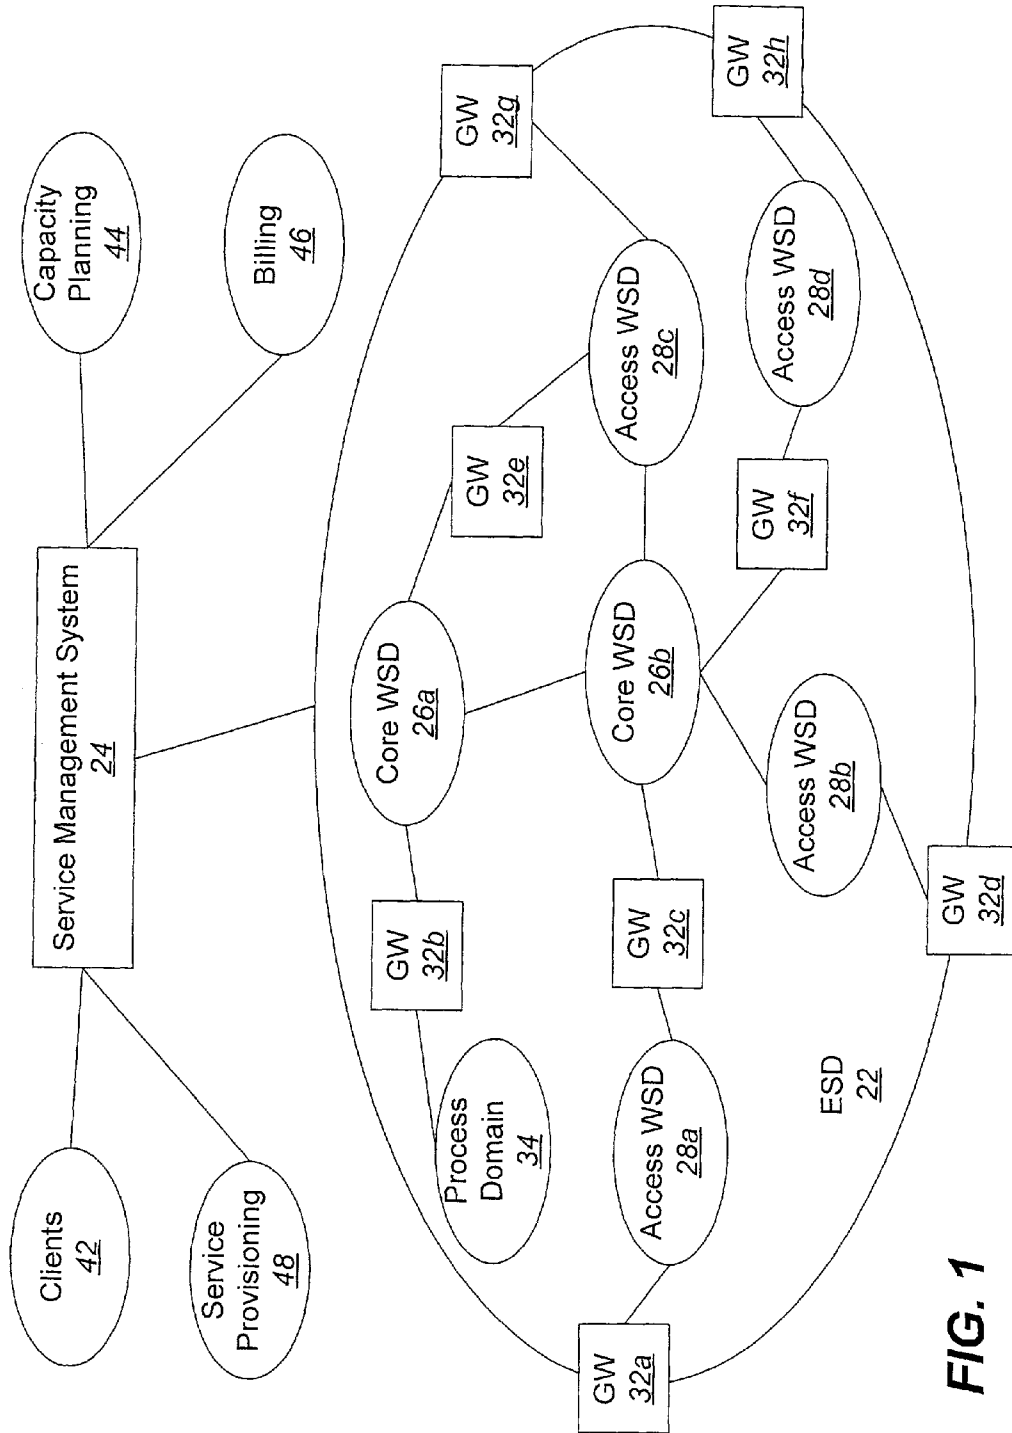 Clients
42
Service
Provisioning
48
Service Management System
24
Capacity
Planning
44
Billing
46
GW
32a
Process
Domain
34
GW
32b
Core WSD
26a
GW
32e
GW
32g
Access WSD
28a
GW
32c
Core WSD
26b
Access WSD
28c
GW
32h
ESD
22
Access WSD
28b
GW
32f
Access WSD
28d
GW
32d
FIG. 1